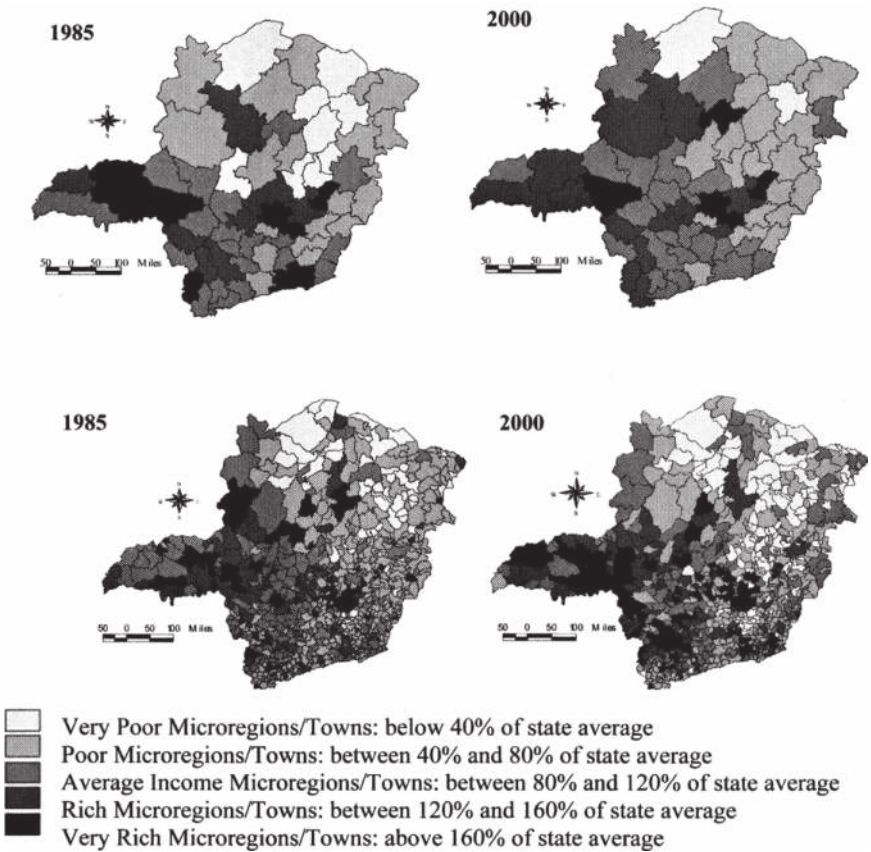 1985
2000
50 0 50 100 Miles
50 0 50 100 Miles
1985
2000
50 0 50 100 Miles
50 0 50 100 Miles
Very Poor Microregions/Towns: below 40% of state average
Poor Microregions/Towns: between 40% and 80% of state average
Average Income Microregions/Towns: between 80% and 120% of state average
Rich Microregions/Towns: between 120% and 160% of state average
Very Rich Microregions/Towns: above 160% of state average